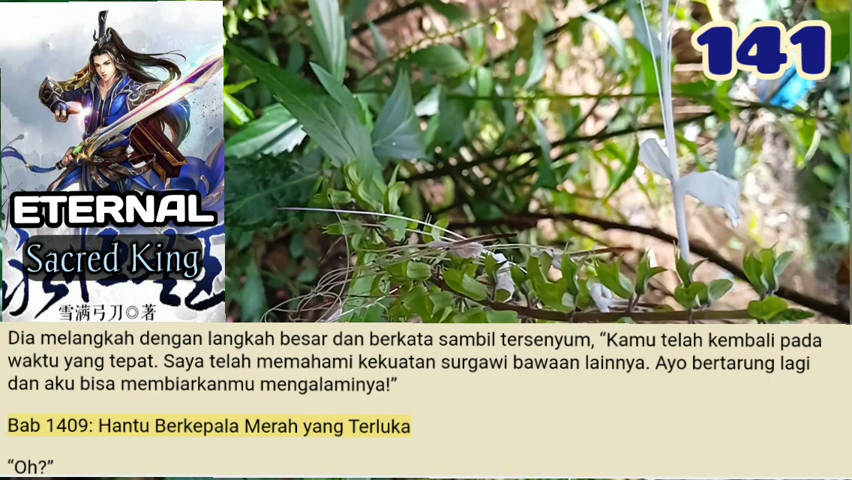 141
ETERNAL
Sacred King
雪满弓刀◎著
Dia melangkah dengan langkah besar dan berkata sambil tersenyum, “Kamu telah kembali pada
waktu yang tepat. Saya telah memahami kekuatan surgawi bawaan lainnya. Ayo bertarung lagi
dan aku bisa membiarkanmu mengalaminya!”
Bab 1409: Hantu Berkepala Merah yang Terluka
“Oh?”